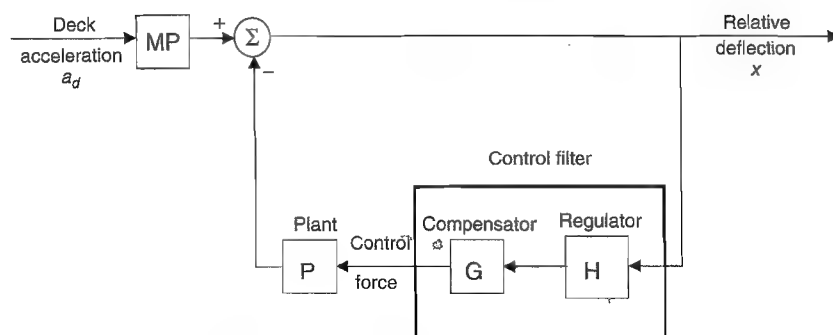 Deck
acceleration
a_d
MP
+
Σ
−
Relative
deflection
x
Control filter
Plant
Compensator
Regulator
Control
force
P
G
H